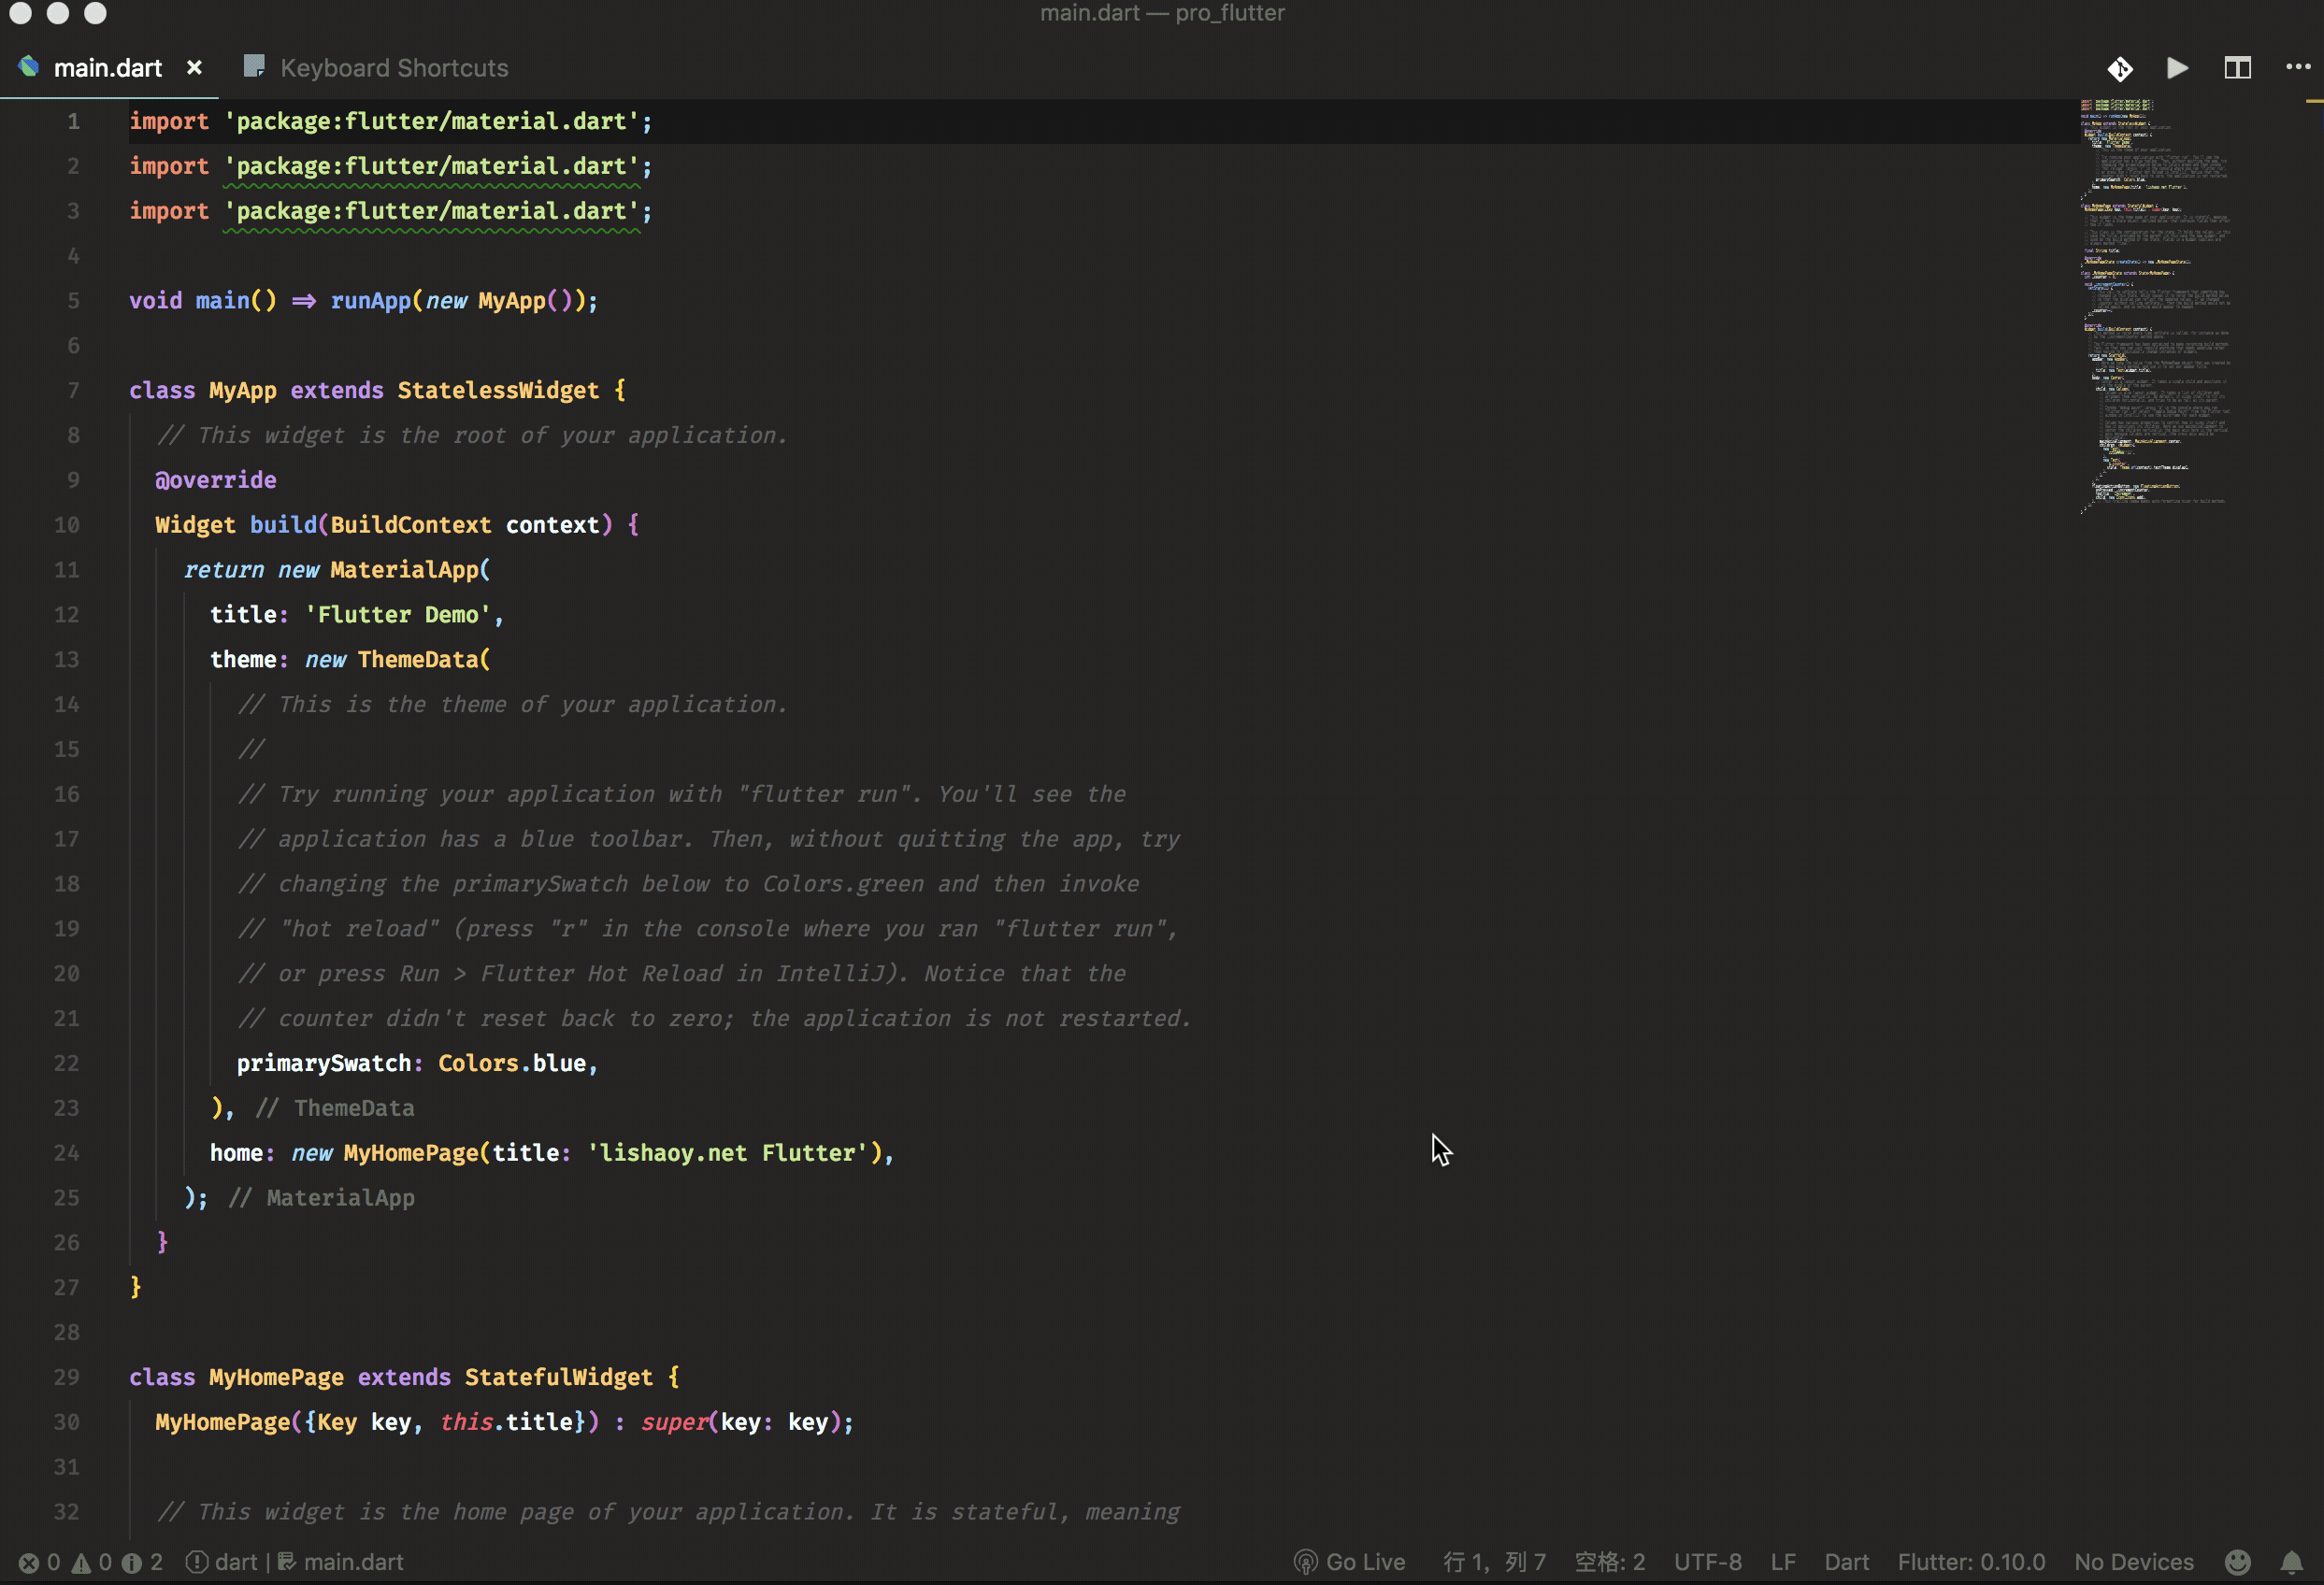 main.dart — pro_flutter
main.dart × Keyboard Shortcuts
1 import 'package:flutter/material.dart';
2 import 'package:flutter/material.dart';
3 import 'package:flutter/material.dart';
4
5 void main() => runApp(new MyApp());
6
7 class MyApp extends StatelessWidget {
8 // This widget is the root of your application.
9 @override
10 Widget build(BuildContext context) {
11 return new MaterialApp(
12 title: 'Flutter Demo',
13 theme: new ThemeData(
14 // This is the theme of your application.
15 //
16 // Try running your application with "flutter run". You'll see the
17 // application has a blue toolbar. Then, without quitting the app, try
18 // changing the primarySwatch below to Colors.green and then invoke
19 // "hot reload" (press "r" in the console where you ran "flutter run",
20 // or press Run > Flutter Hot Reload in IntelliJ). Notice that the
21 // counter didn't reset back to zero; the application is not restarted.
22 primarySwatch: Colors.blue,
23 ), // ThemeData
24 home: new MyHomePage(title: 'lishaoy.net Flutter'),
25 ); // MaterialApp
26 }
27 }
28
29 class MyHomePage extends StatefulWidget {
30 MyHomePage({Key key, this.title}) : super(key: key);
31
32 // This widget is the home page of your application. It is stateful, meaning
0 0 2 dart | main.dart Go Live 行 1, 列 7 空格: 2 UTF-8 LF Dart Flutter: 0.10.0 No Devices